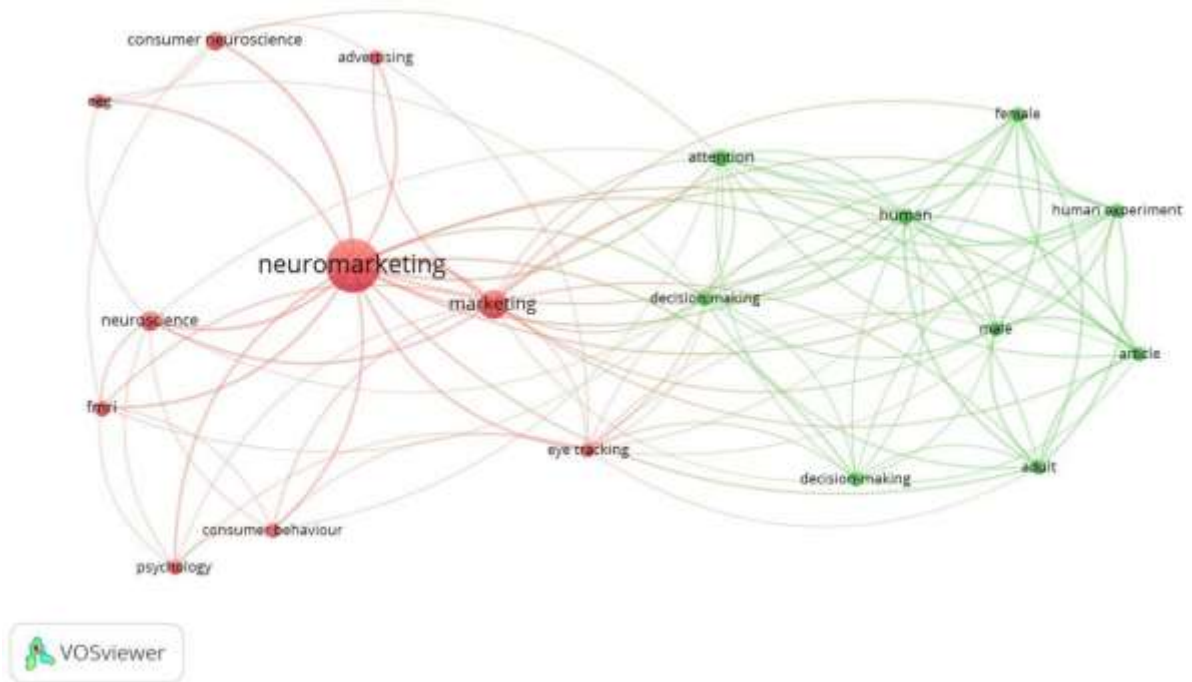 consumer neuroscience
advertising
eeg
female
attention
human experiment
human
neuromarketing
decision making
marketing
neuroscience
male
article
fmri
eye tracking
adult
decision-making
consumer behaviour
psychology
VOSviewer